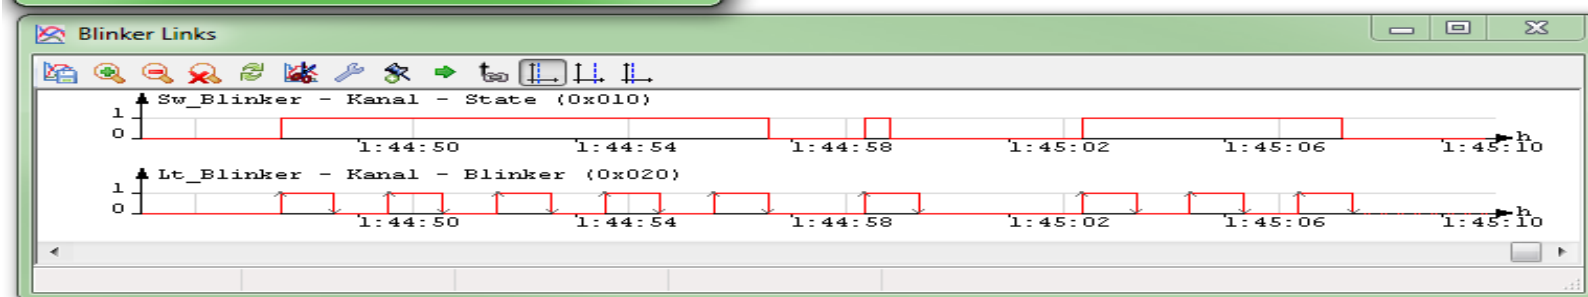 Blinker Links
Sw_Blinker - Kanal - State (0x010)
1
0
h
1:44:50 1:44:54 1:44:58 1:45:02 1:45:06 1:45:10
Lt_Blinker - Kanal - Blinker (0x020)
1
0
h
1:44:50 1:44:54 1:44:58 1:45:02 1:45:06 1:45:10